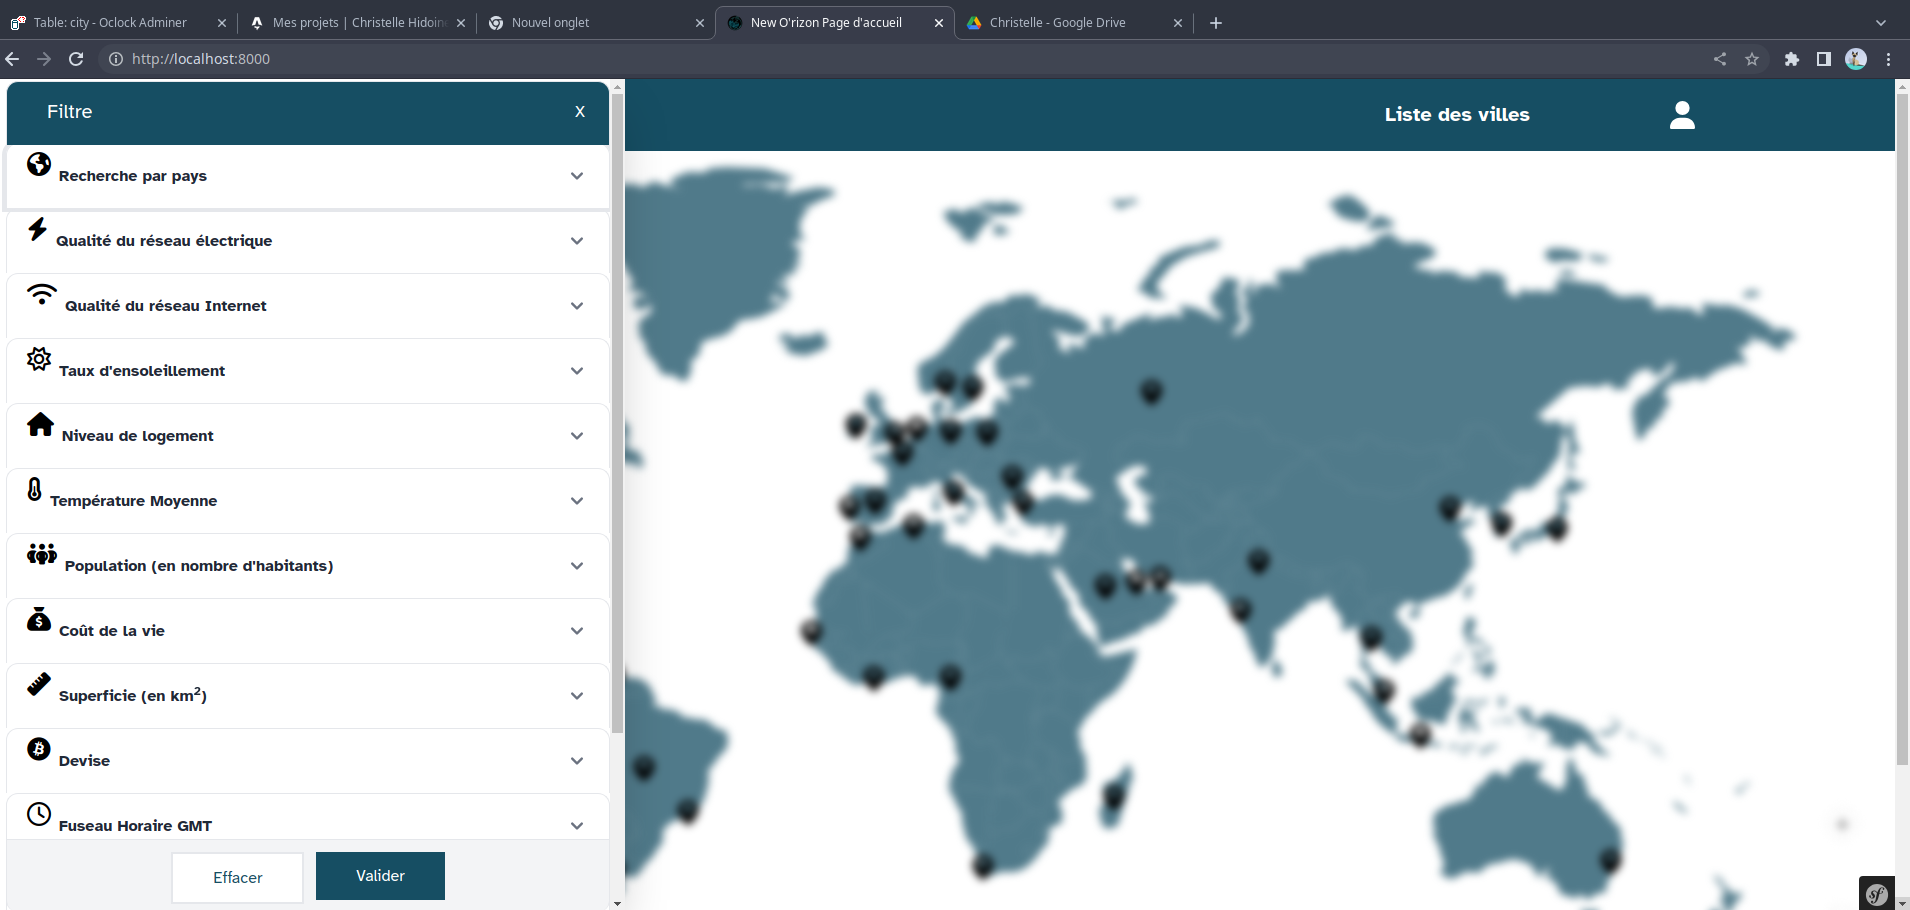 Table: city - Oclock Adminer
Mes projets | Christelle Hidoin
Nouvel onglet
New O'rizon Page d'accueil
Christelle - Google Drive
http://localhost:8000
Filtre
X
Liste des villes
Recherche par pays
Qualité du réseau électrique
Qualité du réseau Internet
Taux d'ensoleillement
Niveau de logement
Température Moyenne
Population (en nombre d'habitants)
Coût de la vie
Superficie (en km²)
Devise
Fuseau Horaire GMT
Effacer
Valider
sf